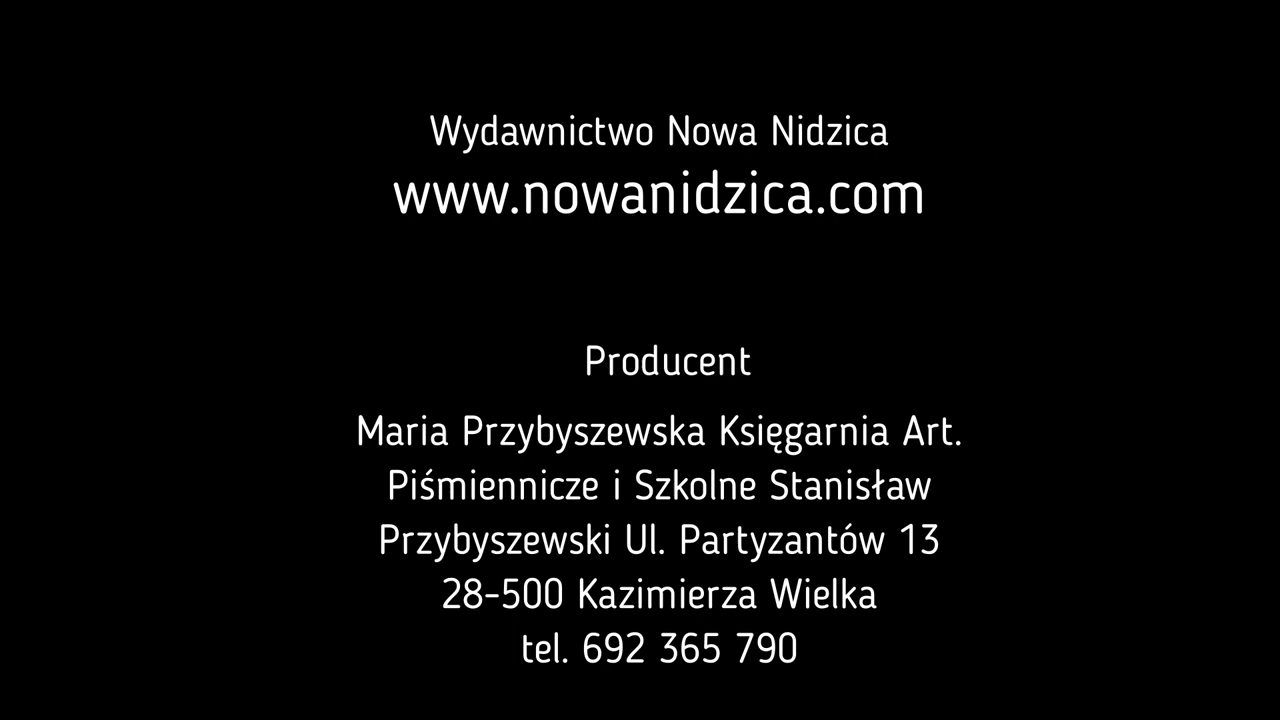 Wydawnictwo Nowa Nidzica
www.nowanidzica.com
Producent
Maria Przybyszewska Księgarnia Art.
Piśmiennicze i Szkolne Stanisław
Przybyszewski Ul. Partyzantów 13
28-500 Kazimierza Wielka
tel. 692 365 790